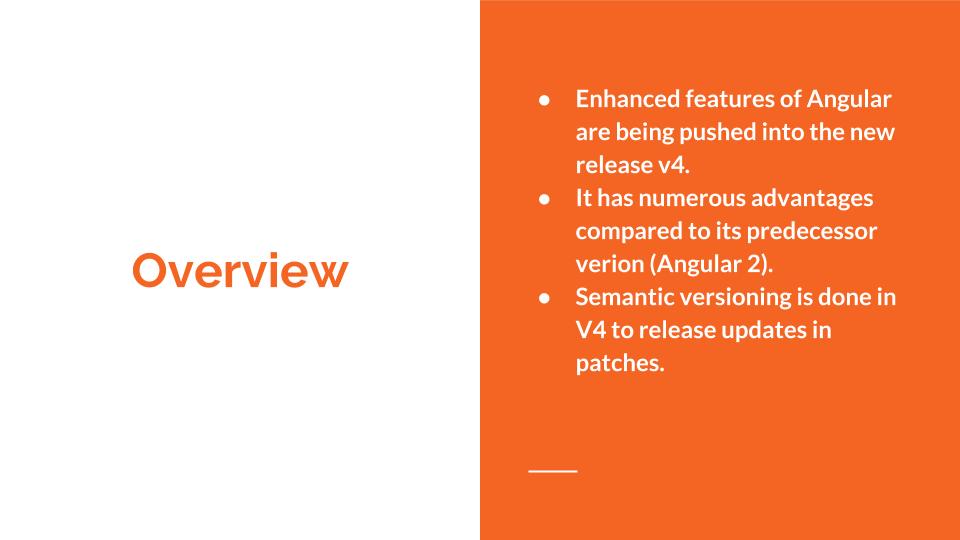 Overview
● Enhanced features of Angular
are being pushed into the new
release v4.
● It has numerous advantages
compared to its predecessor
verion (Angular 2).
● Semantic versioning is done in
V4 to release updates in
patches.